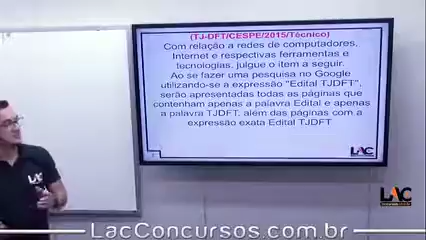 (TJ-DFT/CESPE/2015/Técnico)
Com relação a redes de computadores,
Internet e respectivas ferramentas e
tecnologias, julgue o item a seguir.
Ao se fazer uma pesquisa no Google
utilizando-se a expressão "Edital TJDFT",
serão apresentadas todas as páginas que
contenham apenas a palavra Edital e apenas
a palavra TJDFT, além das páginas com a
expressão exata Edital TJDFT
LAC
LAC
LAC
LacConcursos.com.br